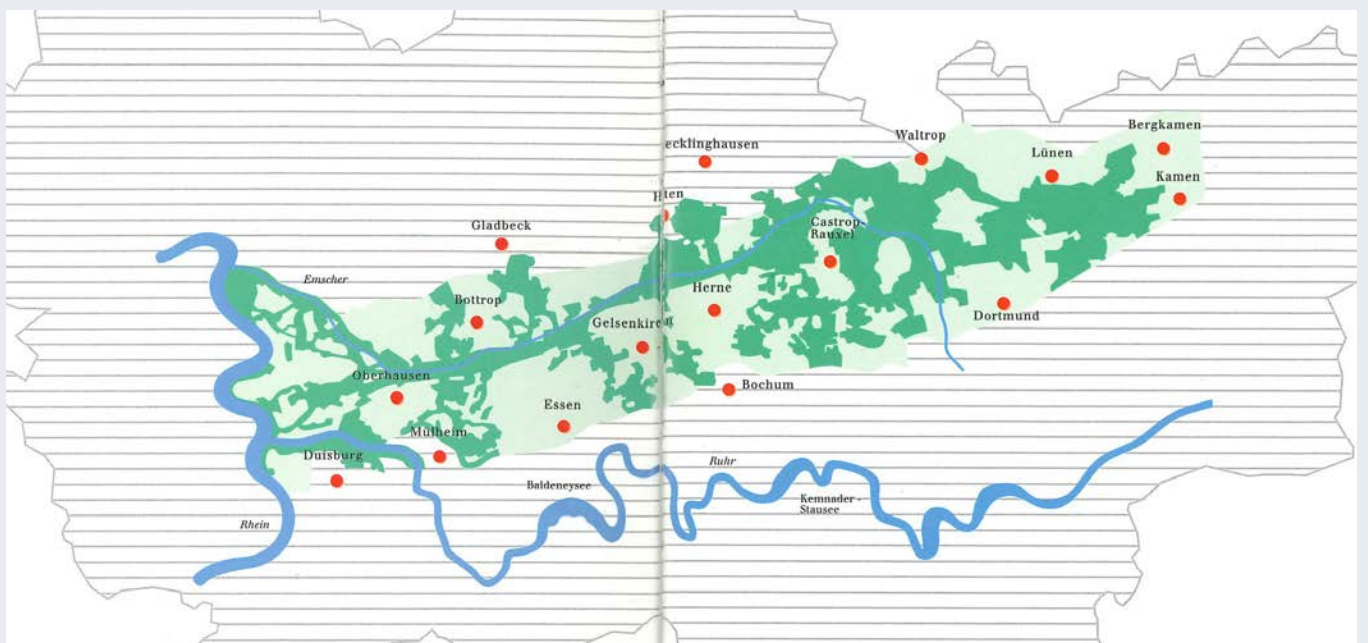 Bergkamen
Waltrop
ecklinghausen
Lünen
Kamen
Gladbeck
Castrop-
Rauxel
Emscher
Herne
Bottrop
Dortmund
Oberhausen
Bochum
Essen
Mülheim
Duisburg
Ruhr
Baldeneysee
Kemnader-
Stausee
Rhein